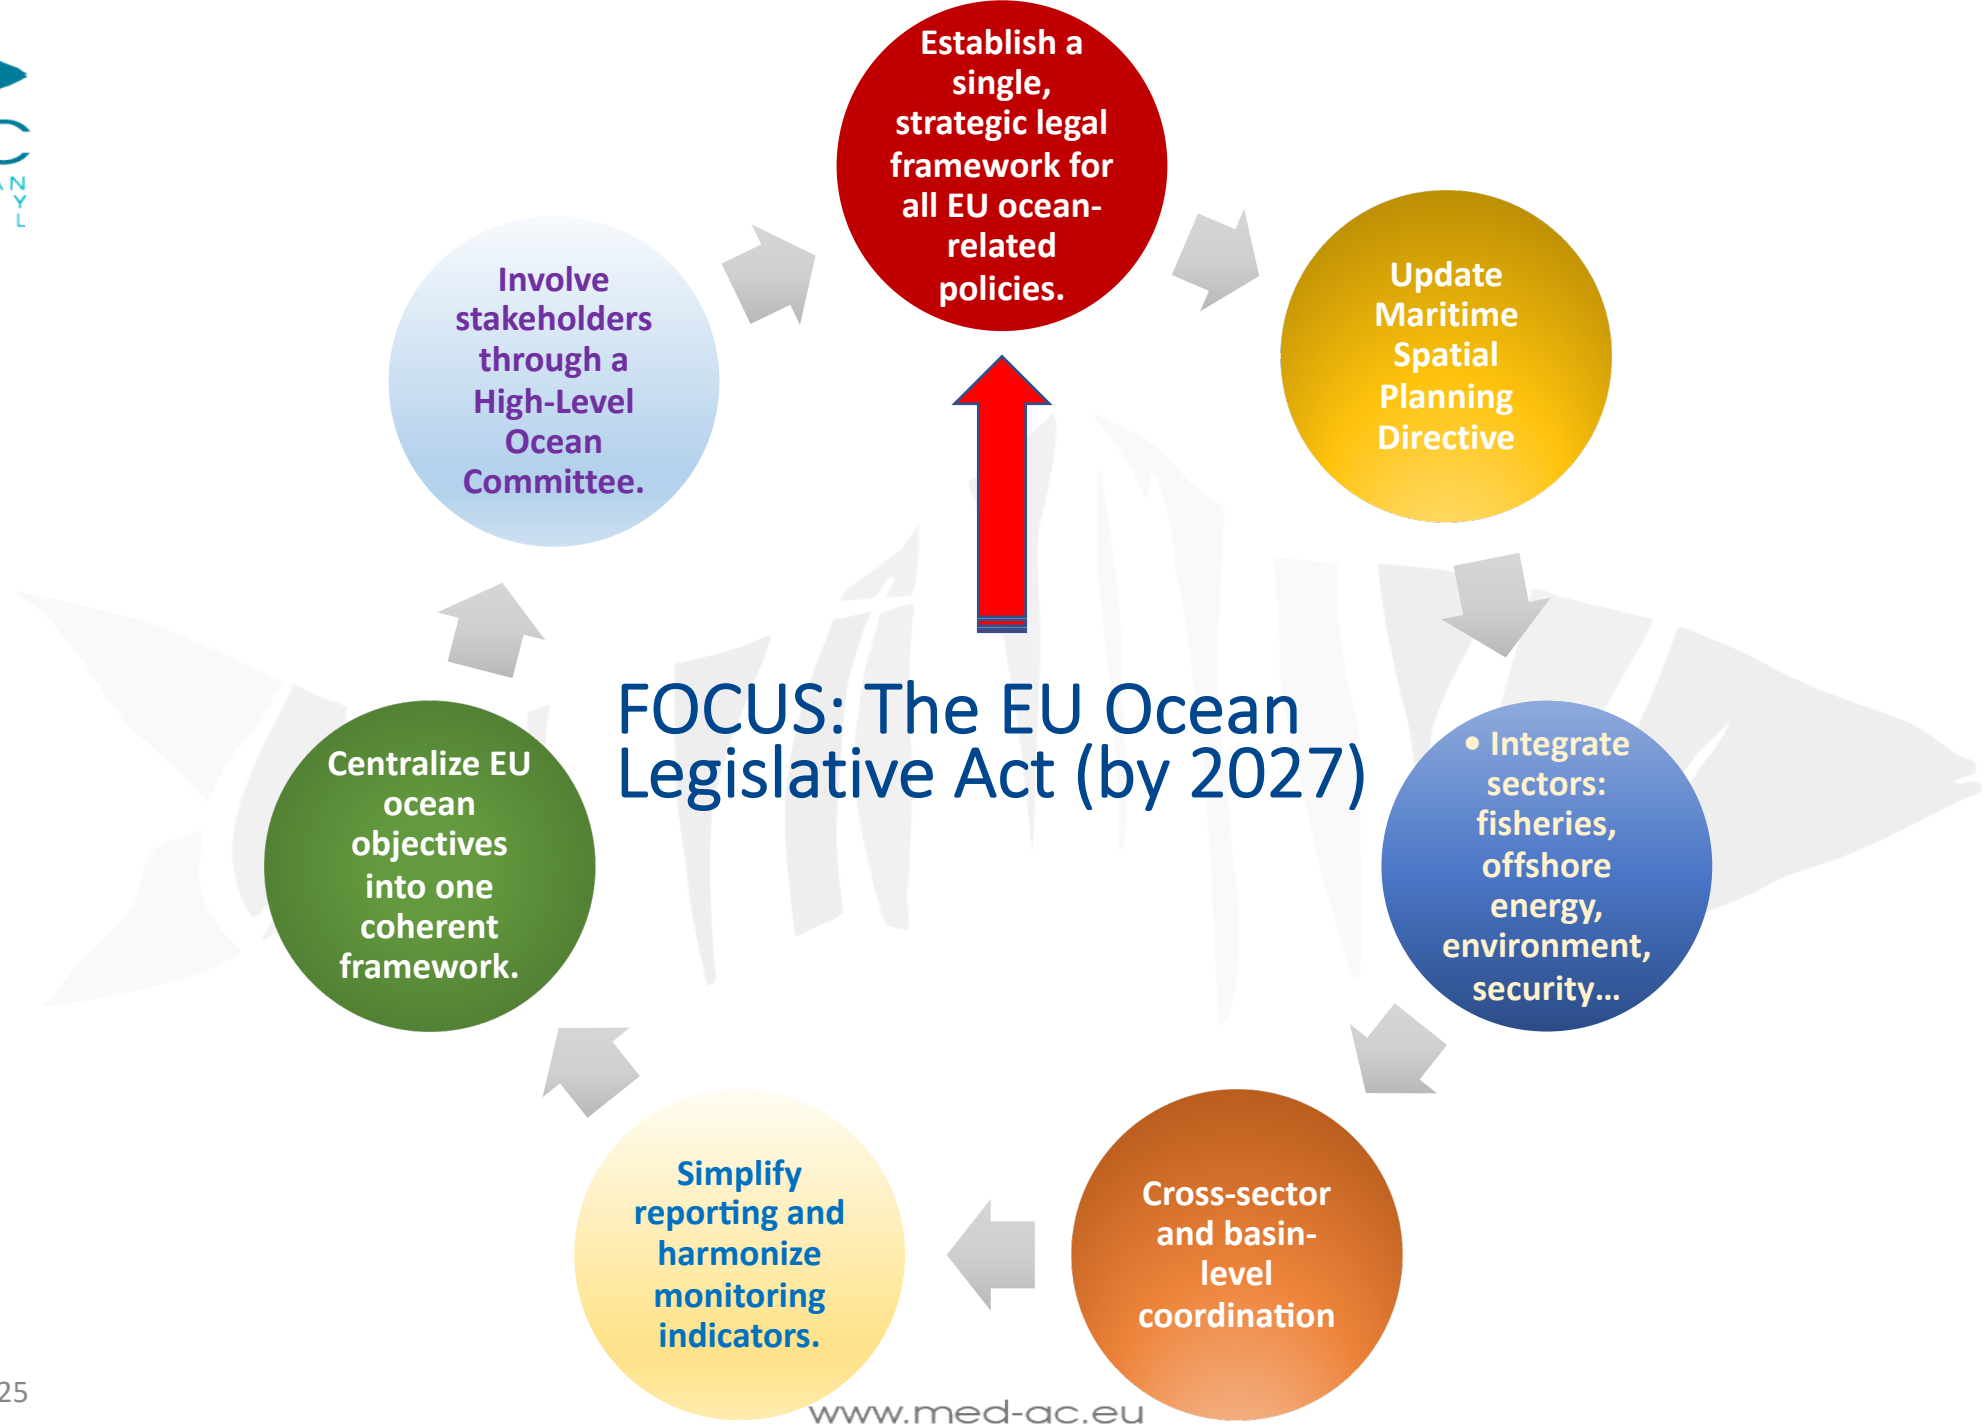 Establish a
single,
strategic legal
framework for
all EU ocean-
related
policies.
Update
Maritime
Spatial
Planning
Directive
• Integrate
sectors:
fisheries,
offshore
energy,
environment,
security...
Cross-sector
and basin-
level
coordination
Simplify
reporting and
harmonize
monitoring
indicators.
Centralize EU
ocean
objectives
into one
coherent
framework.
Involve
stakeholders
through a
High-Level
Ocean
Committee.
FOCUS: The EU Ocean
Legislative Act (by 2027)
25
www.med-ac.eu